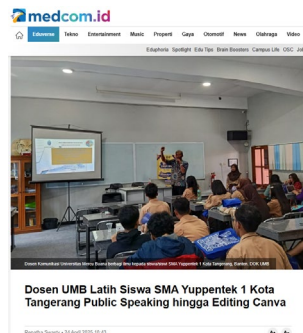 medcom.id
Eduverse Tekno Entertainment Music Properti Gaya Otomotif News Olahraga Video
Eduphoria Spotlight Edu Tips Brain Boosters Campus Life OSC
Dosen Komunikasi Universitas Mercu Buana berbagi ilmu kepada siswa/siswi SMA Yuppentek 1 Kota Tangerang, Banten. DOK UMB
Dosen UMB Latih Siswa SMA Yuppentek 1 Kota
Tangerang Public Speaking hingga Editing Canva